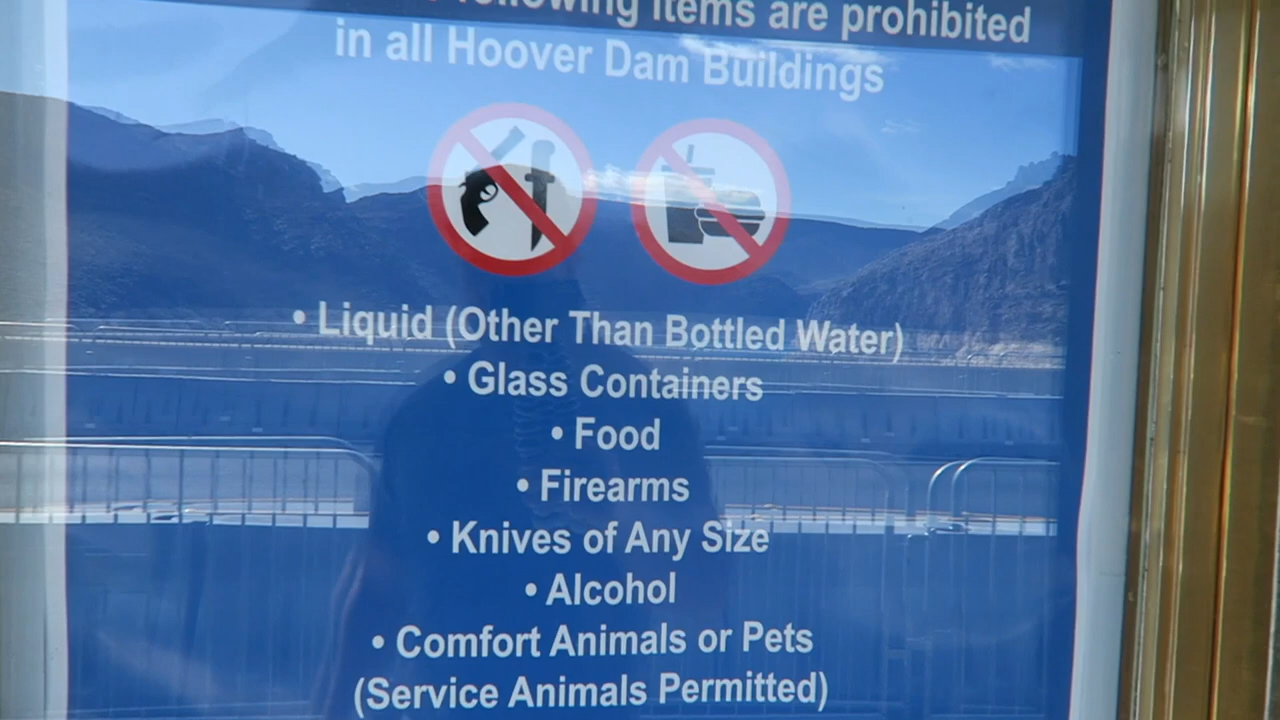 following items are prohibited
in all Hoover Dam Buildings
• Liquid (Other Than Bottled Water)
• Glass Containers
• Food
• Firearms
• Knives of Any Size
• Alcohol
• Comfort Animals or Pets
(Service Animals Permitted)